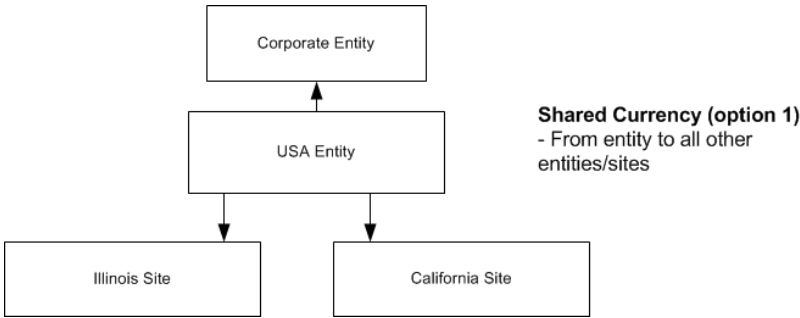 Corporate Entity
USA Entity
Shared Currency (option 1)
- From entity to all other
entities/sites
Illinois Site
California Site